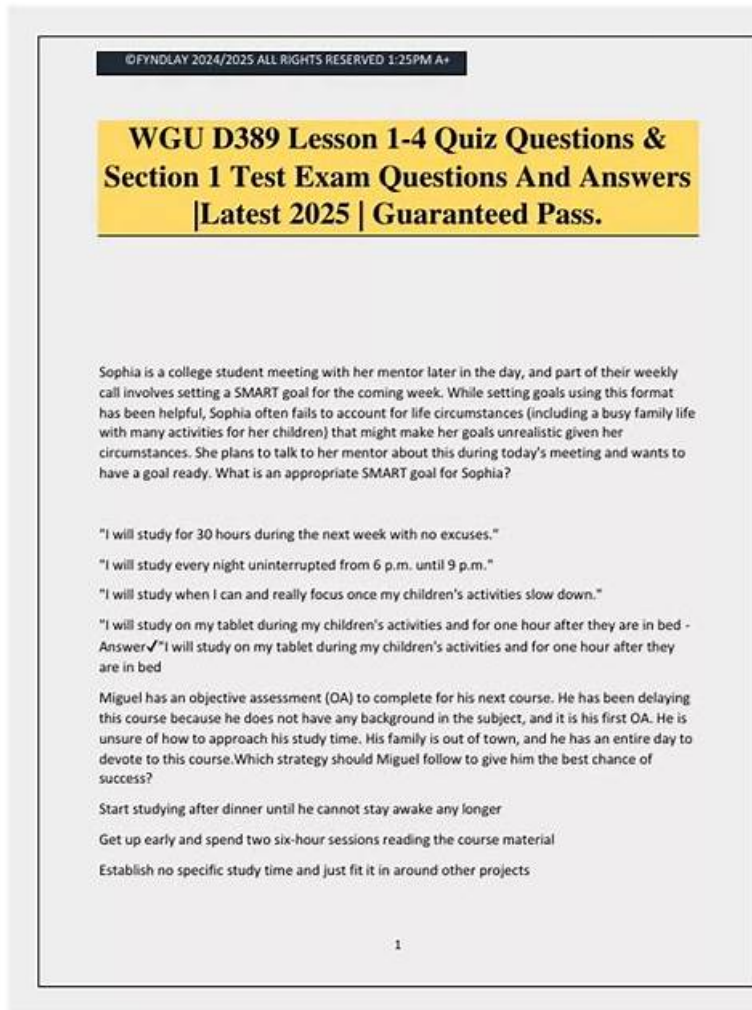 ©FYNDLAY 2024/2025 ALL RIGHTS RESERVED 1:25PM A+
WGU D389 Lesson 1-4 Quiz Questions &
Section 1 Test Exam Questions And Answers
|Latest 2025 | Guaranteed Pass.
Sophia is a college student meeting with her mentor later in the day, and part of their weekly
call involves setting a SMART goal for the coming week. While setting goals using this format
has been helpful, Sophia often fails to account for life circumstances (including a busy family life
with many activities for her children) that might make her goals unrealistic given her
circumstances. She plans to talk to her mentor about this during today's meeting and wants to
have a goal ready. What is an appropriate SMART goal for Sophia?
"I will study for 30 hours during the next week with no excuses."
"I will study every night uninterrupted from 6 p.m. until 9 p.m."
"I will study when I can and really focus once my children's activities slow down."
"I will study on my tablet during my children's activities and for one hour after they are in bed -
Answer✓"I will study on my tablet during my children's activities and for one hour after they
are in bed
Miguel has an objective assessment (OA) to complete for his next course. He has been delaying
this course because he does not have any background in the subject, and it is his first OA. He is
unsure of how to approach his study time. His family is out of town, and he has an entire day to
devote to this course.Which strategy should Miguel follow to give him the best chance of
success?
Start studying after dinner until he cannot stay awake any longer
Get up early and spend two six-hour sessions reading the course material
Establish no specific study time and just fit it in around other projects
1